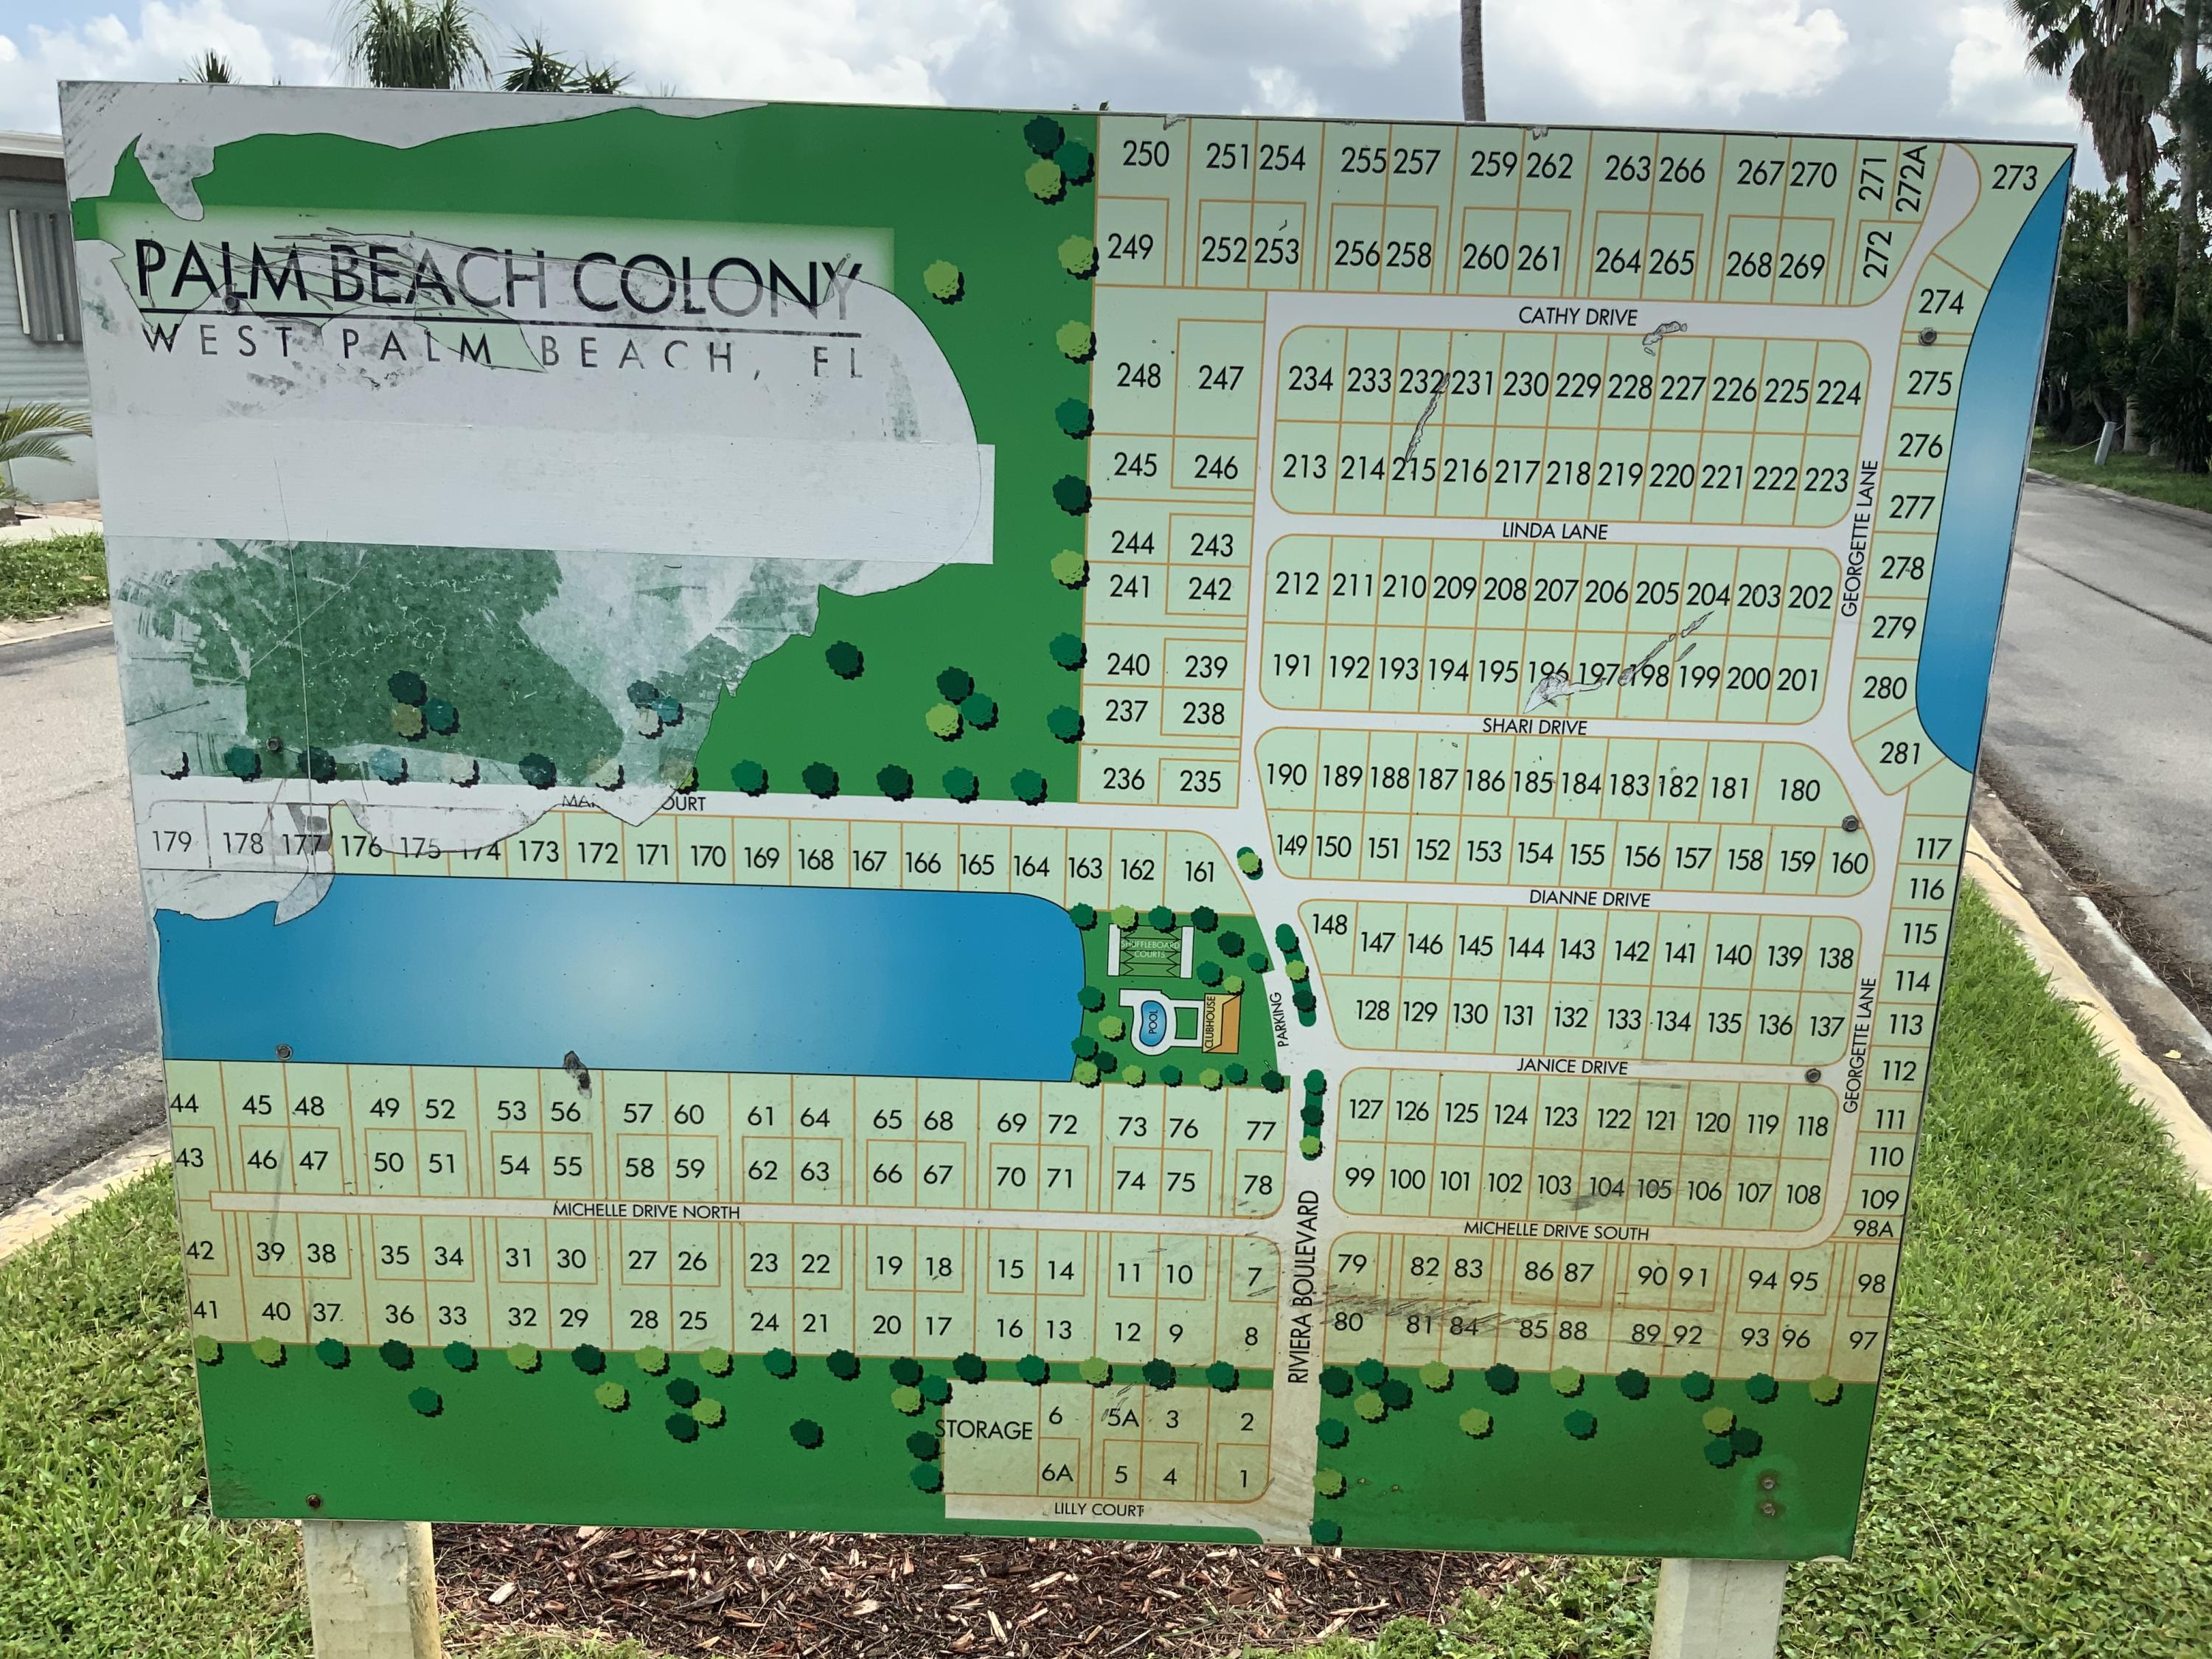 PALM BEACH COLONY
WEST PALM BEACH, FL
250 251 254 255 257 259 262 263 266 267 270 271 272A 273
249 252 253 256 258 260 261 264 265 268 269 272
274
CATHY DRIVE
248 247 234 233 232 231 230 229 228 227 226 225 224 275
245 246 213 214 215 216 217 218 219 220 221 222 223 276
277
GEORGETTE LANE
LINDA LANE
244 243
241 242 212 211 210 209 208 207 206 205 204 203 202 278
279
240 239 191 192 193 194 195 196 197 198 199 200 201 280
237 238
SHARI DRIVE
281
236 235 190 189 188 187 186 185 184 183 182 181 180
COURT
179 178 177 176 175 174 173 172 171 170 169 168 167 166 165 164 163 162 161
149 150 151 152 153 154 155 156 157 158 159 160 117
116
DIANNE DRIVE
148 147 146 145 144 143 142 141 140 139 138 115
SHUFFLEBOARD
COURTS
114
POOL
CLUBHOUSE
PARKING
128 129 130 131 132 133 134 135 136 137 113
GEORGETTE LANE
JANICE DRIVE
112
44 45 48 49 52 53 56 57 60 61 64 65 68 69 72 73 76 77
127 126 125 124 123 122 121 120 119 118 111
110
43 46 47 50 51 54 55 58 59 62 63 66 67 70 71 74 75 78
99 100 101 102 103 104 105 106 107 108 109
98A
MICHELLE DRIVE NORTH
RIVIERA BOULEVARD
MICHELLE DRIVE SOUTH
42 39 38 35 34 31 30 27 26 23 22 19 18 15 14 11 10 7
79 82 83 86 87 90 91 94 95 98
41 40 37 36 33 32 29 28 25 24 21 20 17 16 13 12 9 8
80 81 84 85 88 89 92 93 96 97
STORAGE 6 5A 3 2
6A 5 4 1
LILLY COURT